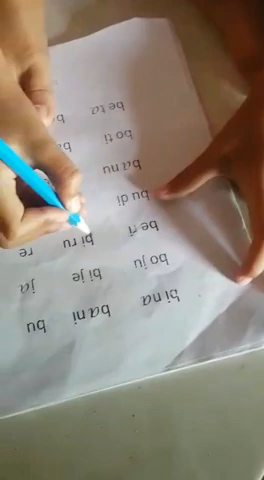 bi na ba ni bu
bo ju bi je ja
be ri bi ru re
bu di
ba nu
bo ti
be ta